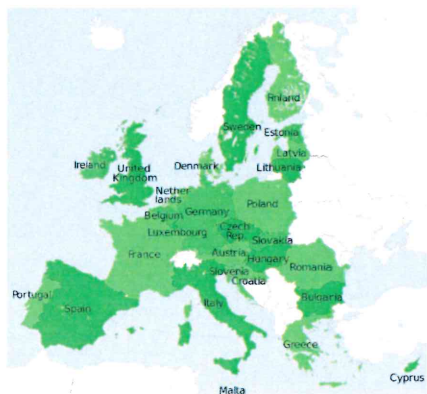 Finland
Sweden
Estonia
Latvia
Lithuania
Ireland
United
Kingdom
Denmark
Nether
lands
Poland
Belgium
Germany
Luxembourg
Czech
Rep.
Slovakia
France
Austria
Hungary
Slovenia
Romania
Croatia
Portugal
Spain
Italy
Bulgaria
Greece
Cyprus
Malta